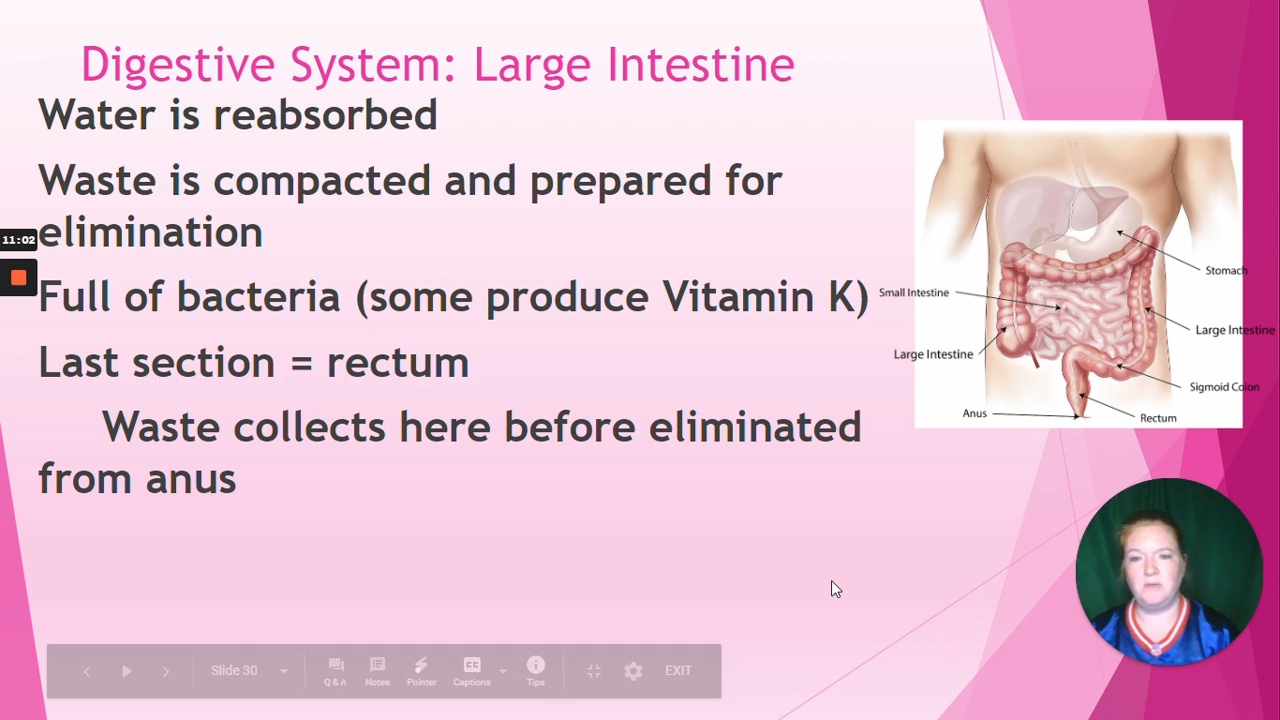 Digestive System: Large Intestine
Water is reabsorbed
Waste is compacted and prepared for
elimination
11:02
Full of bacteria (some produce Vitamin K)
Last section = rectum
Waste collects here before eliminated
from anus
Stomach
Small Intestine
Large Intestine
Large Intestine
Sigmoid Colon
Anus
Rectum
Slide 30
Q & A
Notes
Pointer
CC
Captions
Tips
EXIT